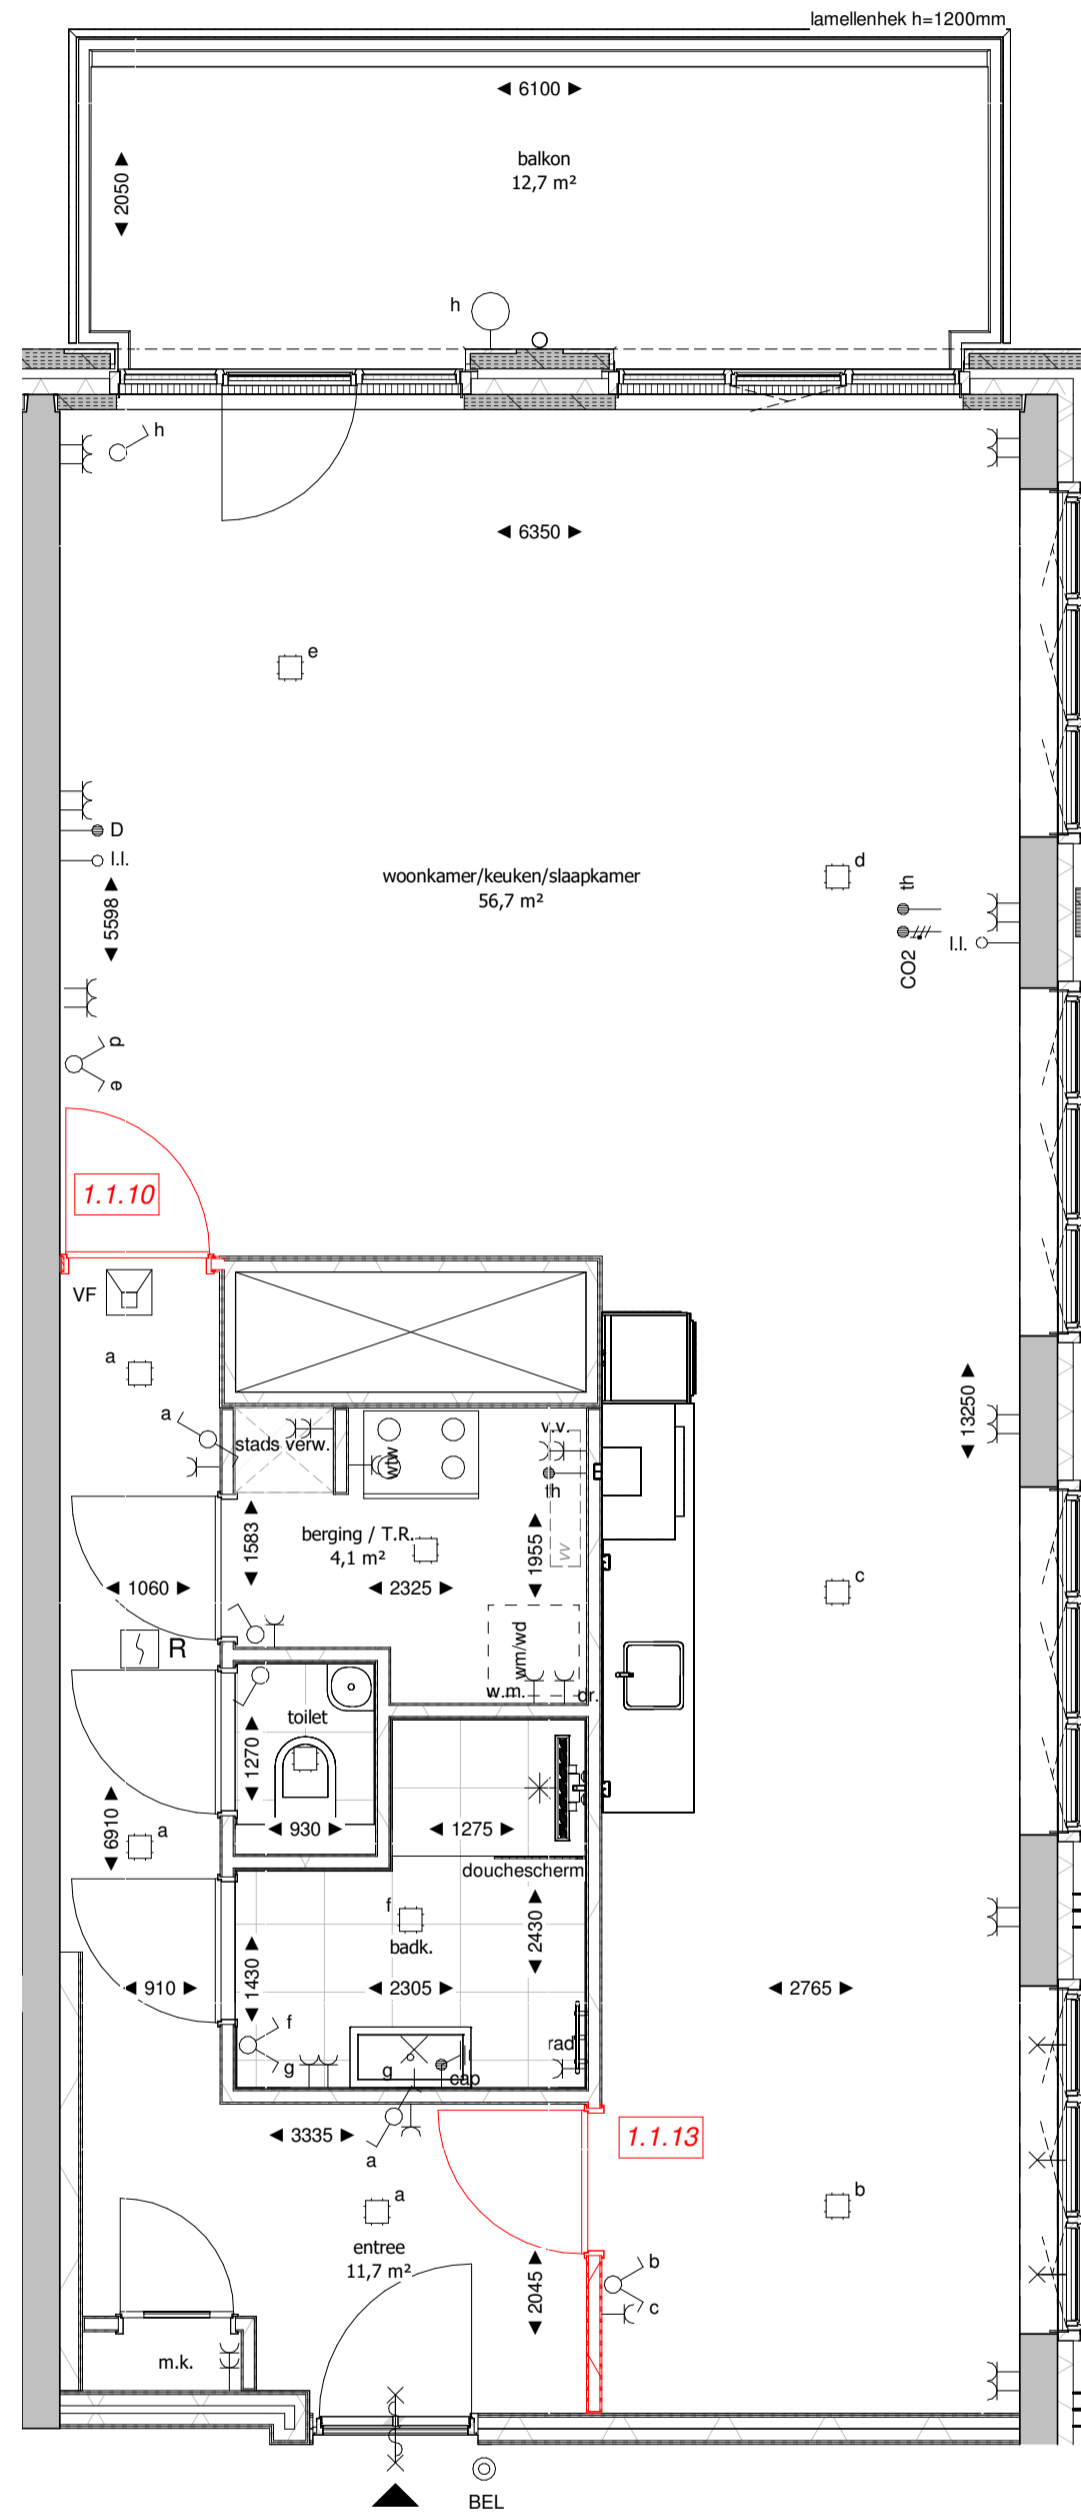 lamellenhek h=1200mm
6100
balkon
12,7 m²
2050
h
h
6350
e
D
l.l.
5598
woonkamer/keuken/slaapkamer
56,7 m²
d
th
CO2
l.l.
d
e
1.1.10
VF
a
a
stads verw.
wtw
v.v.
th
vv
13250
1583
berging / T.R.
4,1 m²
1955
1060
2325
c
R
wm/wd
w.m.
dr.
toilet
1270
930
1275
6910
a
douchescherm
f
badk.
2430
1430
910
2305
2765
f
g
g
rad
cap
3335
a
1.1.13
a
b
entree
11,7 m²
2045
b
c
m.k.
BEL